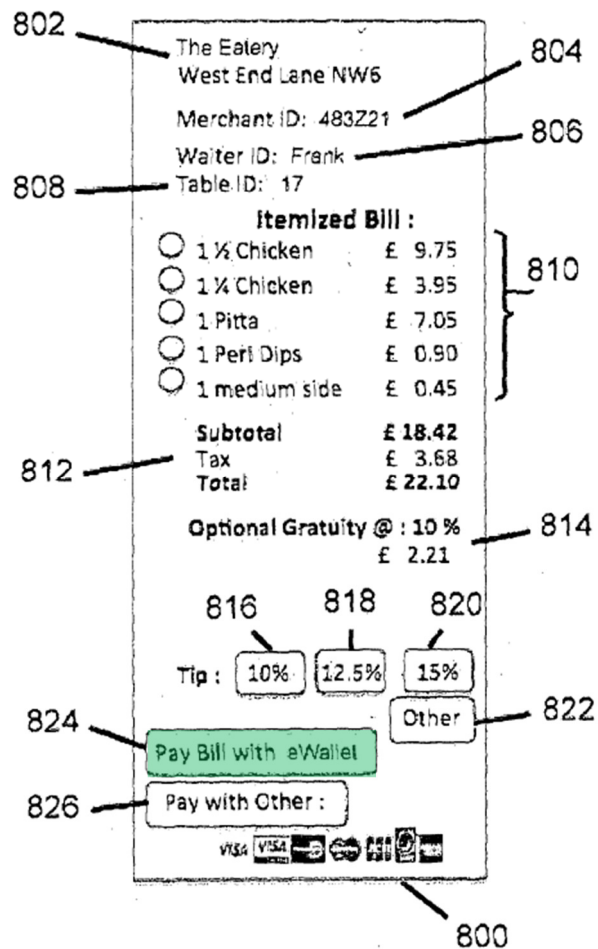 802
The Eatery
West End Lane NW6
804
Merchant ID: 483Z21
806
Waiter ID: Frank
808
Table ID: 17
Itemized Bill :
1 ½ Chicken £ 9.75
810
1 ¼ Chicken £ 3.95
1 Pitta £ 7.05
1 Peri Dips £ 0.90
1 medium side £ 0.45
Subtotal £ 18.42
812
Tax £ 3.68
Total £ 22.10
Optional Gratuity @ : 10 %
814
£ 2.21
816 818 820
Tip : 10% 12.5% 15%
Other
822
824
Pay Bill with eWallet
826
Pay with Other :
VISA VISA
800